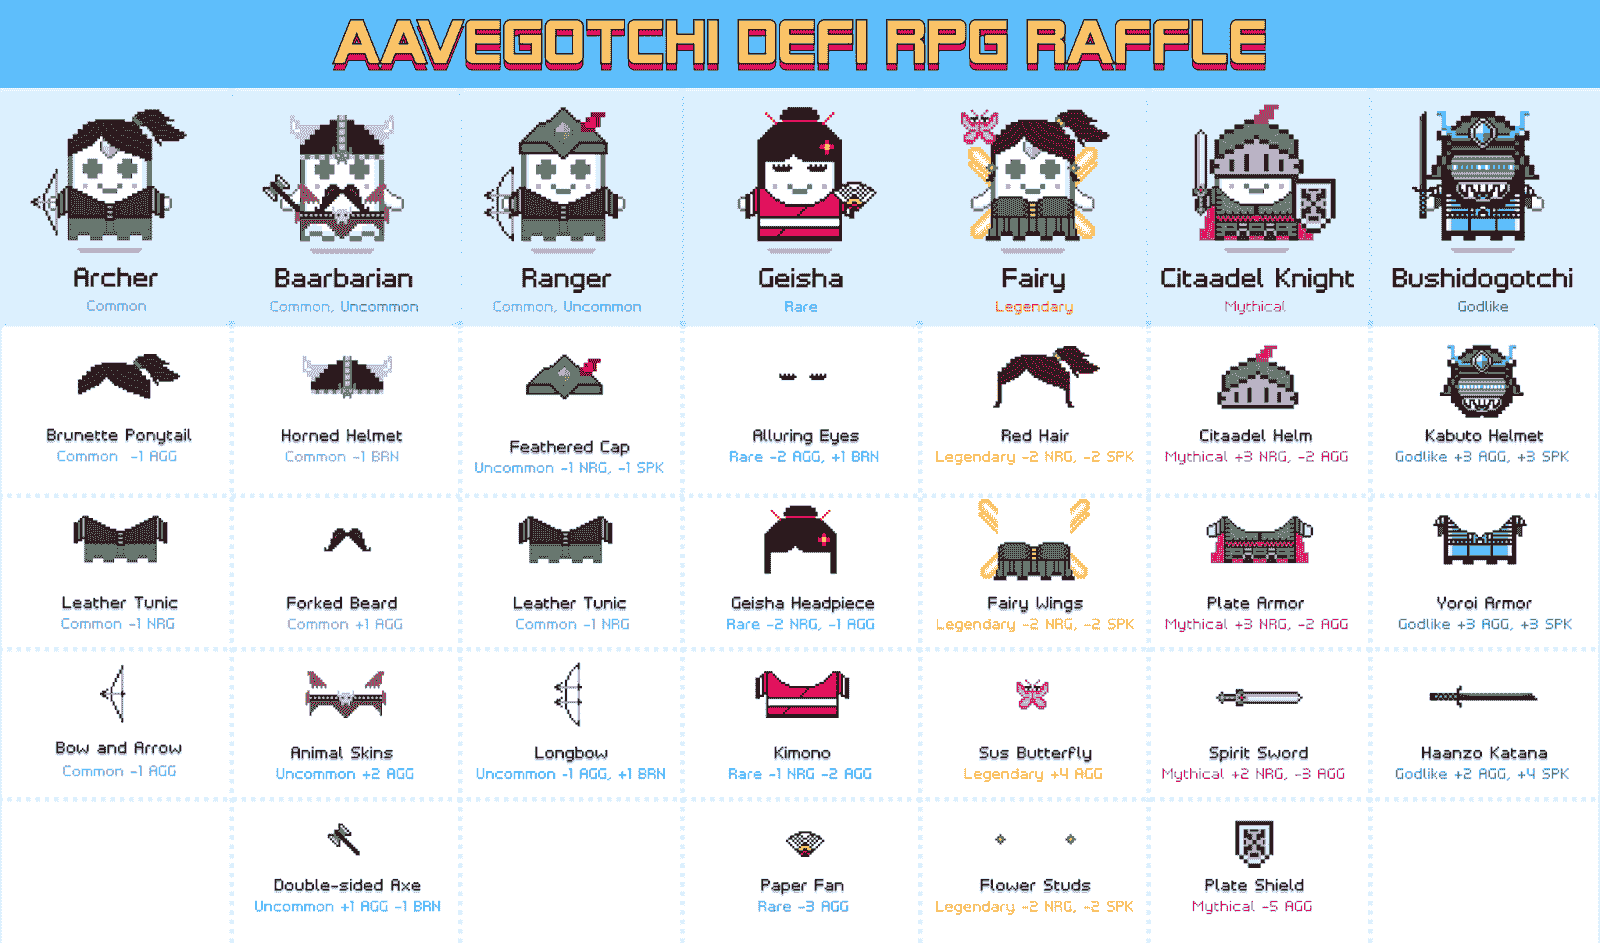 AAVEGOTCHI DEFI RPG RAFFLE
Archer
Common
Baarbarian
Common, Uncommon
Ranger
Common, Uncommon
Geisha
Rare
Fairy
Legendary
Citaadel Knight
Mythical
Bushidogotchi
Godlike
Brunette Ponytail
Common -1 AGG
Horned Helmet
Common -1 BRN
Feathered Cap
Uncommon -1 NRG, -1 SPK
Alluring Eyes
Rare -2 AGG, +1 BRN
Red Hair
Legendary -2 NRG, -2 SPK
Citaadel Helm
Mythical +3 NRG, -2 AGG
Kabuto Helmet
Godlike +3 AGG, +3 SPK
Leather Tunic
Common -1 NRG
Forked Beard
Common +1 AGG
Leather Tunic
Common -1 NRG
Geisha Headpiece
Rare -2 NRG, -1 AGG
Fairy Wings
Legendary -2 NRG, -2 SPK
Plate Armor
Mythical +3 NRG, -2 AGG
Yoroi Armor
Godlike +3 AGG, +3 SPK
Bow and Arrow
Common -1 AGG
Animal Skins
Uncommon +2 AGG
Longbow
Uncommon -1 AGG, +1 BRN
Kimono
Rare -1 NRG -2 AGG
Sus Butterfly
Legendary +4 AGG
Spirit Sword
Mythical +2 NRG, -3 AGG
Haanzo Katana
Godlike +2 AGG, +4 SPK
Double-sided Axe
Uncommon +1 AGG -1 BRN
Paper Fan
Rare -3 AGG
Flower Studs
Legendary -2 NRG, -2 SPK
Plate Shield
Mythical -5 AGG